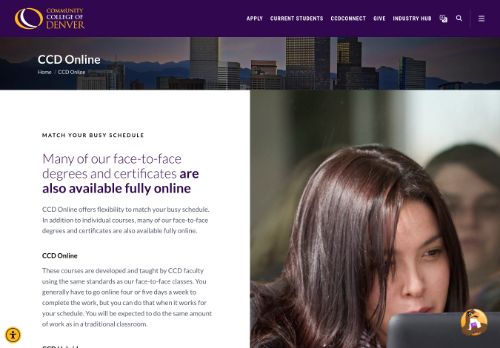 COMMUNITY
COLLEGE OF
DENVER
APPLY CURRENT STUDENTS CCDCONNECT GIVE INDUSTRY HUB
CCD Online
Home / CCD Online
MATCH YOUR BUSY SCHEDULE
Many of our face-to-face
degrees and certificates are
also available fully online
CCD Online offers flexibility to match your busy schedule.
In addition to individual courses, many of our face-to-face
degrees and certificates are also available fully online.
CCD Online
These courses are developed and taught by CCD faculty
using the same standards as our face-to-face classes. You
generally have to go online four or five days a week to
complete the work, but you can do that when it works for
your schedule. You will be expected to do the same amount
of work as in a traditional classroom.